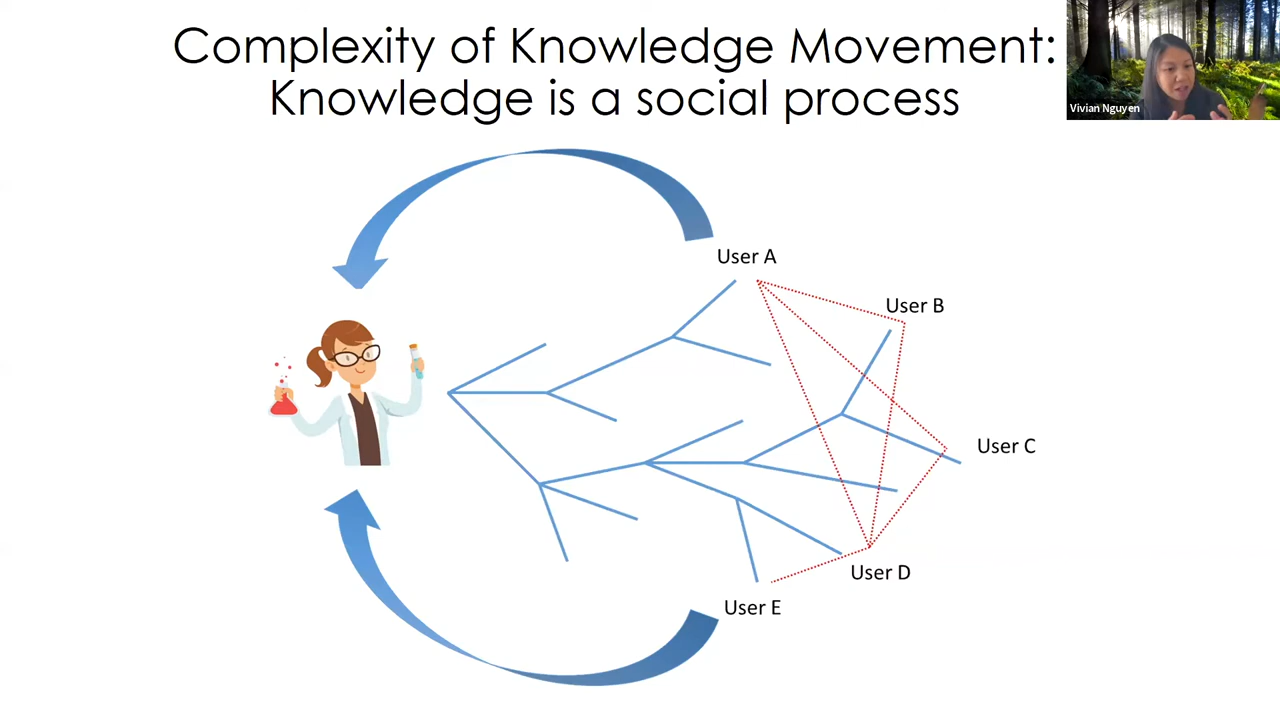 Complexity of Knowledge Movement:
Knowledge is a social process
Vivian Nguyen
User A
User B
User C
User D
User E